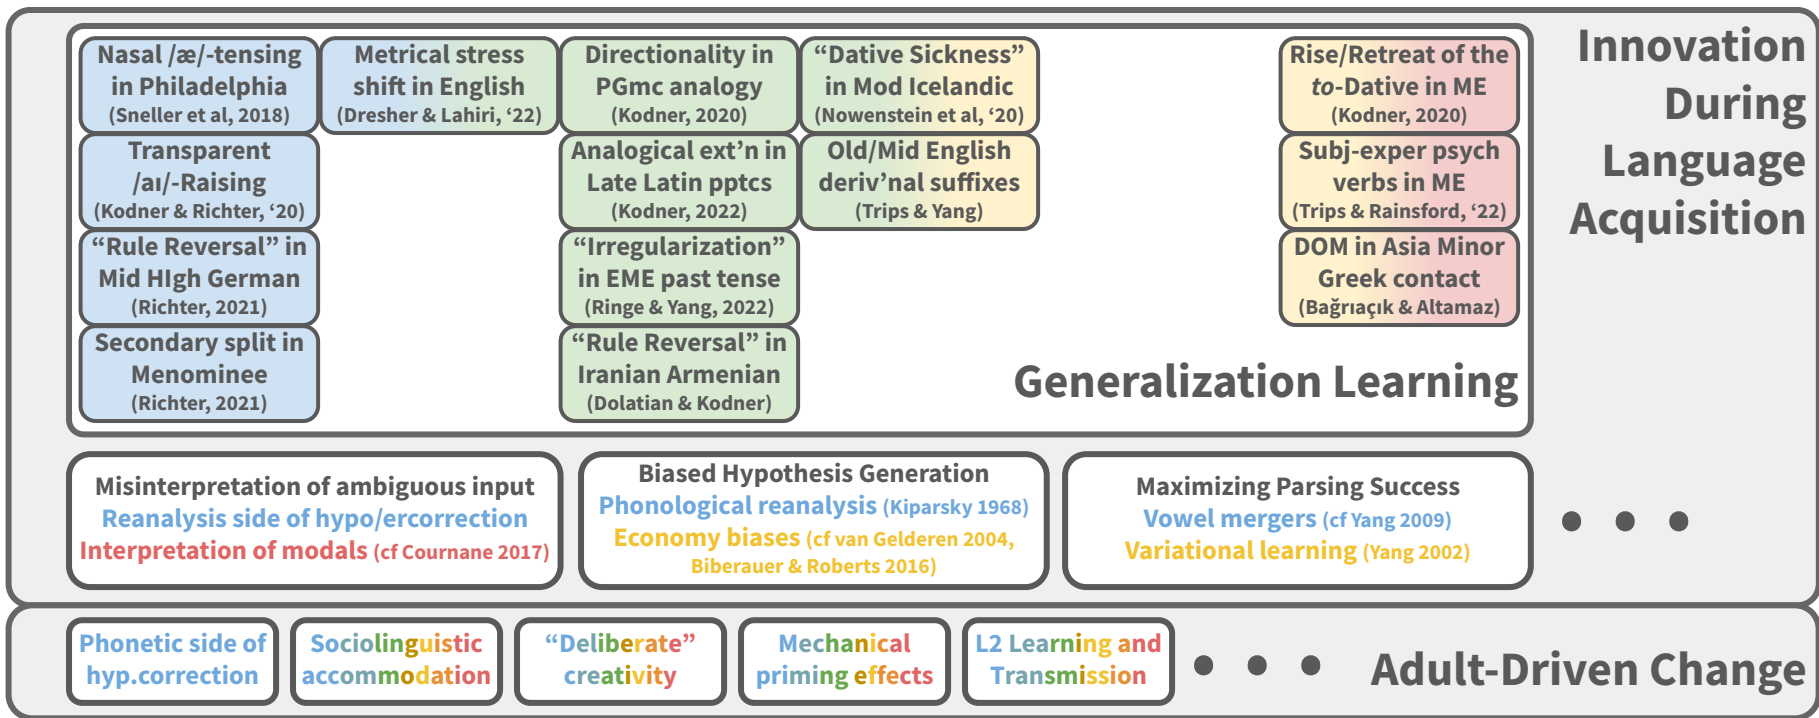 Nasal /æ/-tensing
in Philadelphia
(Sneller et al, 2018)
Metrical stress
shift in English
(Dresher & Lahiri, ‘22)
Directionality in
PGmc analogy
(Kodner, 2020)
“Dative Sickness”
in Mod Icelandic
(Nowenstein et al, ‘20)
Rise/Retreat of the
to-Dative in ME
(Kodner, 2020)
Innovation
During
Language
Acquisition
Transparent
/aɪ/-Raising
(Kodner & Richter, ‘20)
Analogical ext’n in
Late Latin pptcs
(Kodner, 2022)
Old/Mid English
deriv’nal suffixes
(Trips & Yang)
Subj-exper psych
verbs in ME
(Trips & Rainsford, ‘22)
“Rule Reversal” in
Mid HIgh German
(Richter, 2021)
“Irregularization”
in EME past tense
(Ringe & Yang, 2022)
DOM in Asia Minor
Greek contact
(Bağrıaçık & Altamaz)
Secondary split in
Menominee
(Richter, 2021)
“Rule Reversal” in
Iranian Armenian
(Dolatian & Kodner)
Generalization Learning
Misinterpretation of ambiguous input
Reanalysis side of hypo/ercorrection
Interpretation of modals (cf Cournane 2017)
Biased Hypothesis Generation
Phonological reanalysis (Kiparsky 1968)
Economy biases (cf van Gelderen 2004,
Biberauer & Roberts 2016)
Maximizing Parsing Success
Vowel mergers (cf Yang 2009)
Variational learning (Yang 2002)
● ● ●
Phonetic side of
hyp.correction
Sociolinguistic
accommodation
“Deliberate”
creativity
Mechanical
priming effects
L2 Learning and
Transmission
● ● ●
Adult-Driven Change